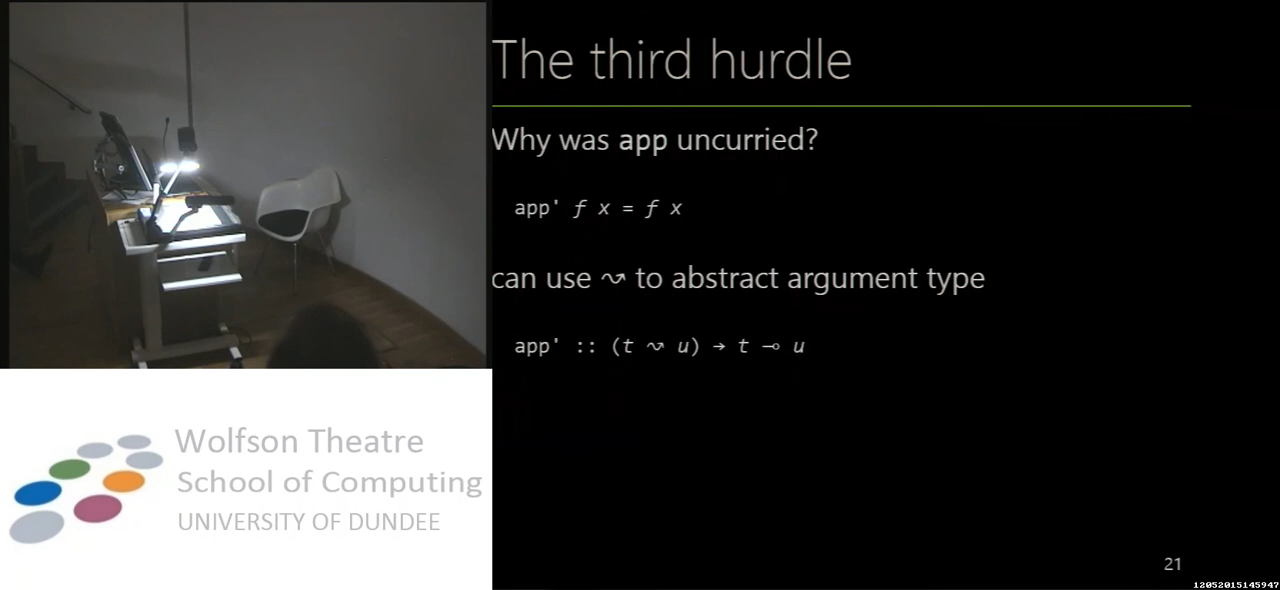 The third hurdle
Why was app uncurried?
app' f x = f x
can use ↝ to abstract argument type
app' :: (t ↝ u) → t ⊸ u
Wolfson Theatre
School of Computing
UNIVERSITY OF DUNDEE
21
12052015145947